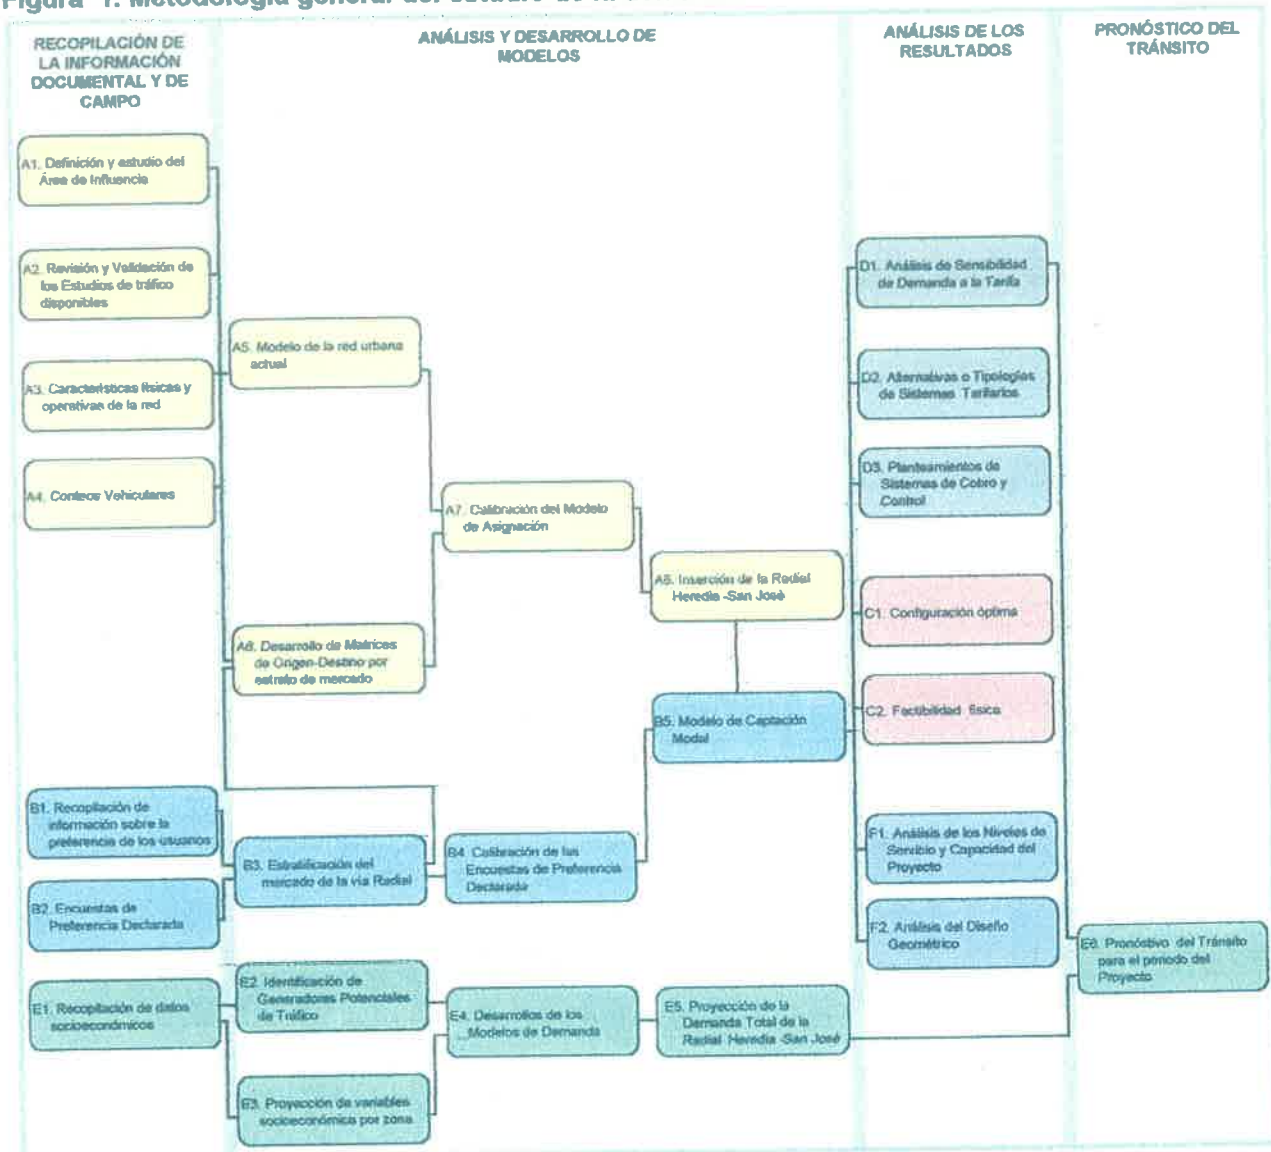 Figura 1. Metodología general del estudio de
RECOPILACIÓN DE
LA INFORMACIÓN
DOCUMENTAL Y DE
CAMPO
ANÁLISIS Y DESARROLLO DE
MODELOS
ANÁLISIS DE LOS
RESULTADOS
PRONÓSTICO DEL
TRÁNSITO
A1. Definición y estudio del
Área de Influencia
A2. Revisión y Validación de
los Estudios de tráfico
disponibles
A3. Características físicas y
operativas de la red
A4. Conteos Vehiculares
A5. Modelo de la red urbana
actual
A6. Desarrollo de Matrices
de Origen-Destino por
estrato de mercado
A7. Calibración del Modelo
de Asignación
A8. Inserción de la Radial
Heredia -San José
B1. Recopilación de
información sobre la
preferencia de los usuarios
B2. Encuestas de
Preferencia Declarada
B3. Estratificación del
mercado de la vía Radial
B4. Calibración de las
Encuestas de Preferencia
Declarada
B5. Modelo de Captación
Modal
D1. Análisis de Sensibilidad
de Demanda a la Tarifa
D2. Alternativas o Tipologías
de Sistemas Tarifarios
D3. Planteamientos de
Sistemas de Cobro y
Control
C1. Configuración óptima
C2. Factibilidad física
F1. Análisis de los Niveles de
Servicio y Capacidad del
Proyecto
F2. Análisis del Diseño
Geométrico
E1. Recopilación de datos
socioeconómicos
E2. Identificación de
Generadores Potenciales
de Tráfico
E3. Proyección de variables
socioeconómica por zona
E4. Desarrollos de los
Modelos de Demanda
E5. Proyección de la
Demanda Total de la
Radial Heredia -San José
E6. Pronóstivo del Tránsito
para el periodo del
Proyecto